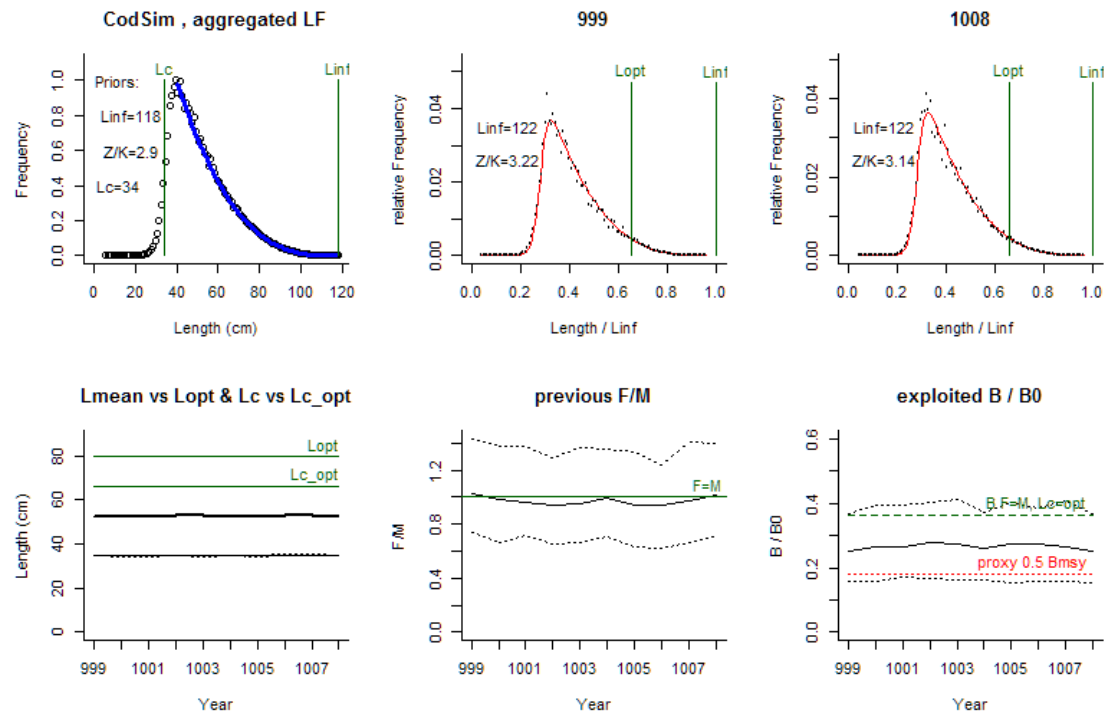 CodSim , aggregated LF
Lc
Linf
Priors:
Linf=118
Z/K=2.9
Lc=34
Frequency
0.0
0.2
0.4
0.6
0.8
1.0
0
20
40
60
80
100
120
Length (cm)
999
Lopt
Linf
Linf=122
Z/K=3.22
relative Frequency
0.00
0.02
0.04
0.0
0.2
0.4
0.6
0.8
1.0
Length / Linf
1008
Lopt
Linf
Linf=122
Z/K=3.14
relative Frequency
0.00
0.02
0.04
0.0
0.2
0.4
0.6
0.8
1.0
Length / Linf
Lmean vs Lopt & Lc vs Lc_opt
Lopt
Lc_opt
Length (cm)
0
20
40
60
80
999
1001
1003
1005
1007
Year
previous F/M
F=M
F/M
0.0
0.4
0.8
1.2
999
1001
1003
1005
1007
Year
exploited B / B0
B F=M, Lc=opt
proxy 0.5 Bmsy
B / B0
0.0
0.2
0.4
0.6
999
1001
1003
1005
1007
Year